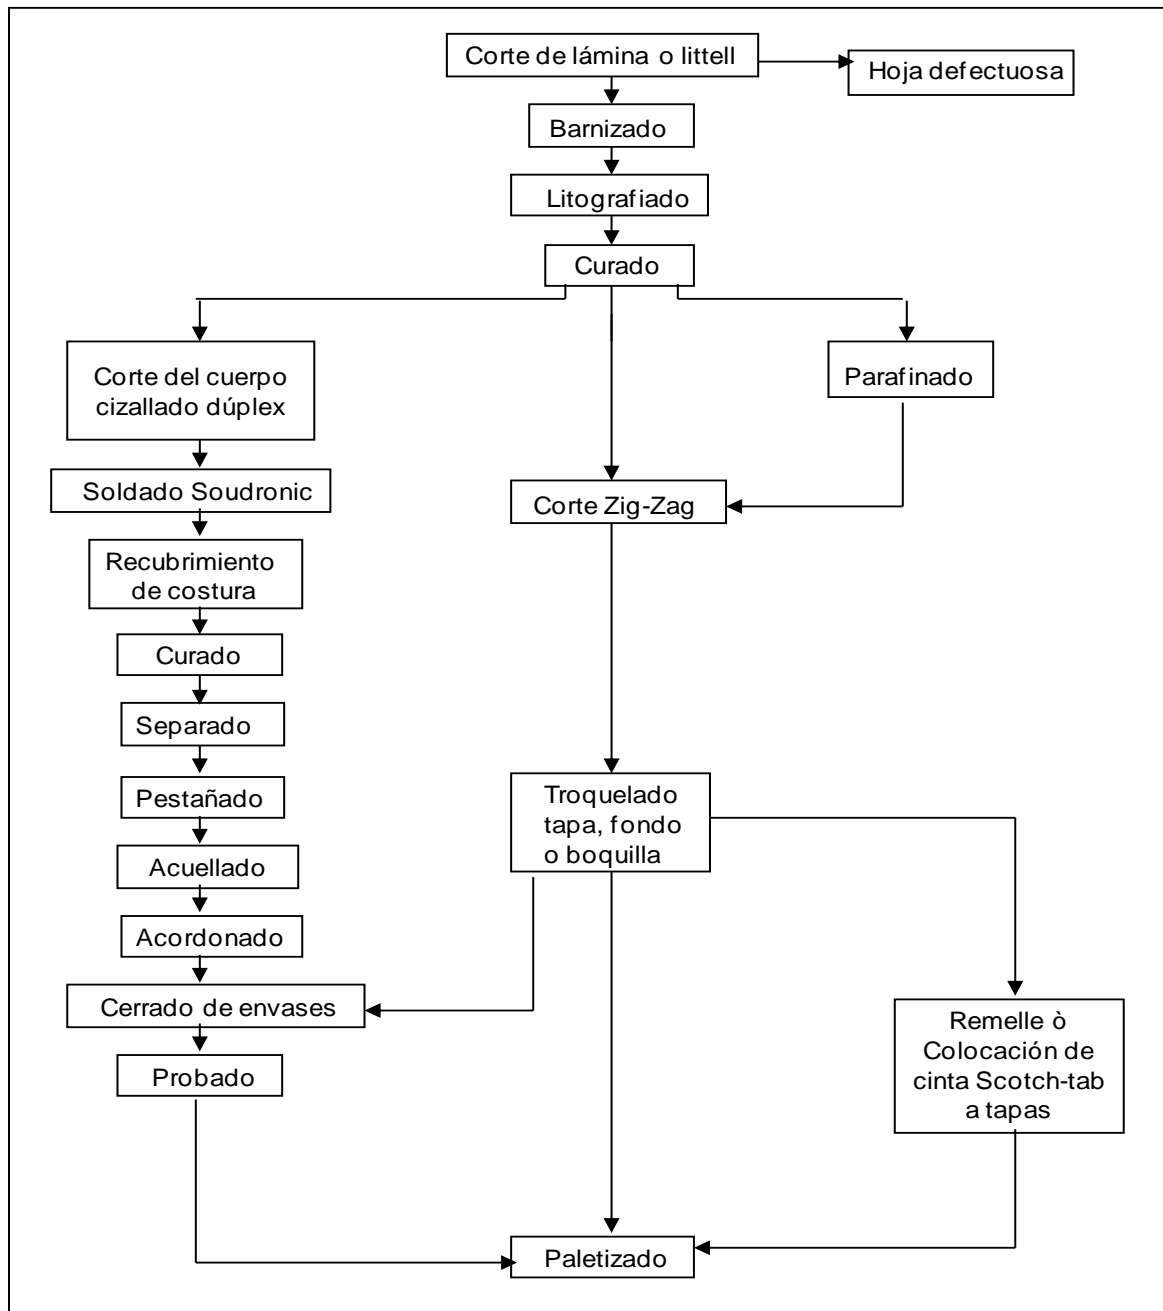 Corte de lámina o littell
Hoja defectuosa
Barnizado
Litografiado
Curado
Corte del cuerpo
cizallado dúplex
Parafinado
Soldado Soudronic
Corte Zig-Zag
Recubrimiento
de costura
Curado
Separado
Pestañado
Troquelado
tapa, fondo
o boquilla
Acuellado
Acordonado
Cerrado de envases
Remelle ò
Colocación de
cinta Scotch-tab
a tapas
Probado
Paletizado